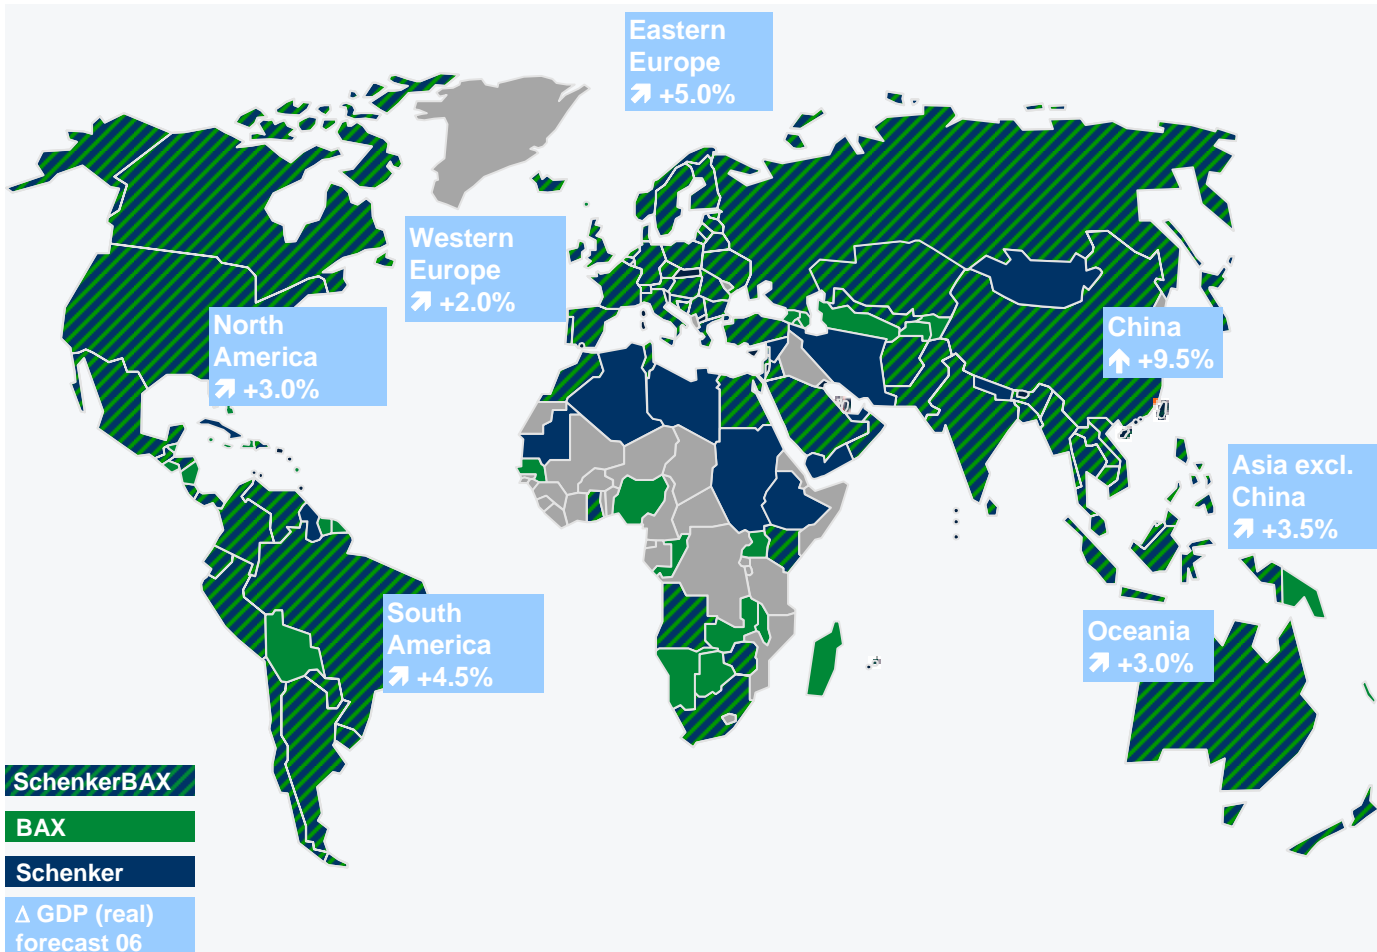 Eastern
Europe
+5.0%
Western
Europe
+2.0%
North
America
+3.0%
China
+9.5%
Asia excl.
China
+3.5%
South
America
+4.5%
Oceania
+3.0%
SchenkerBAX
BAX
Schenker
Δ GDP (real)
forecast 06